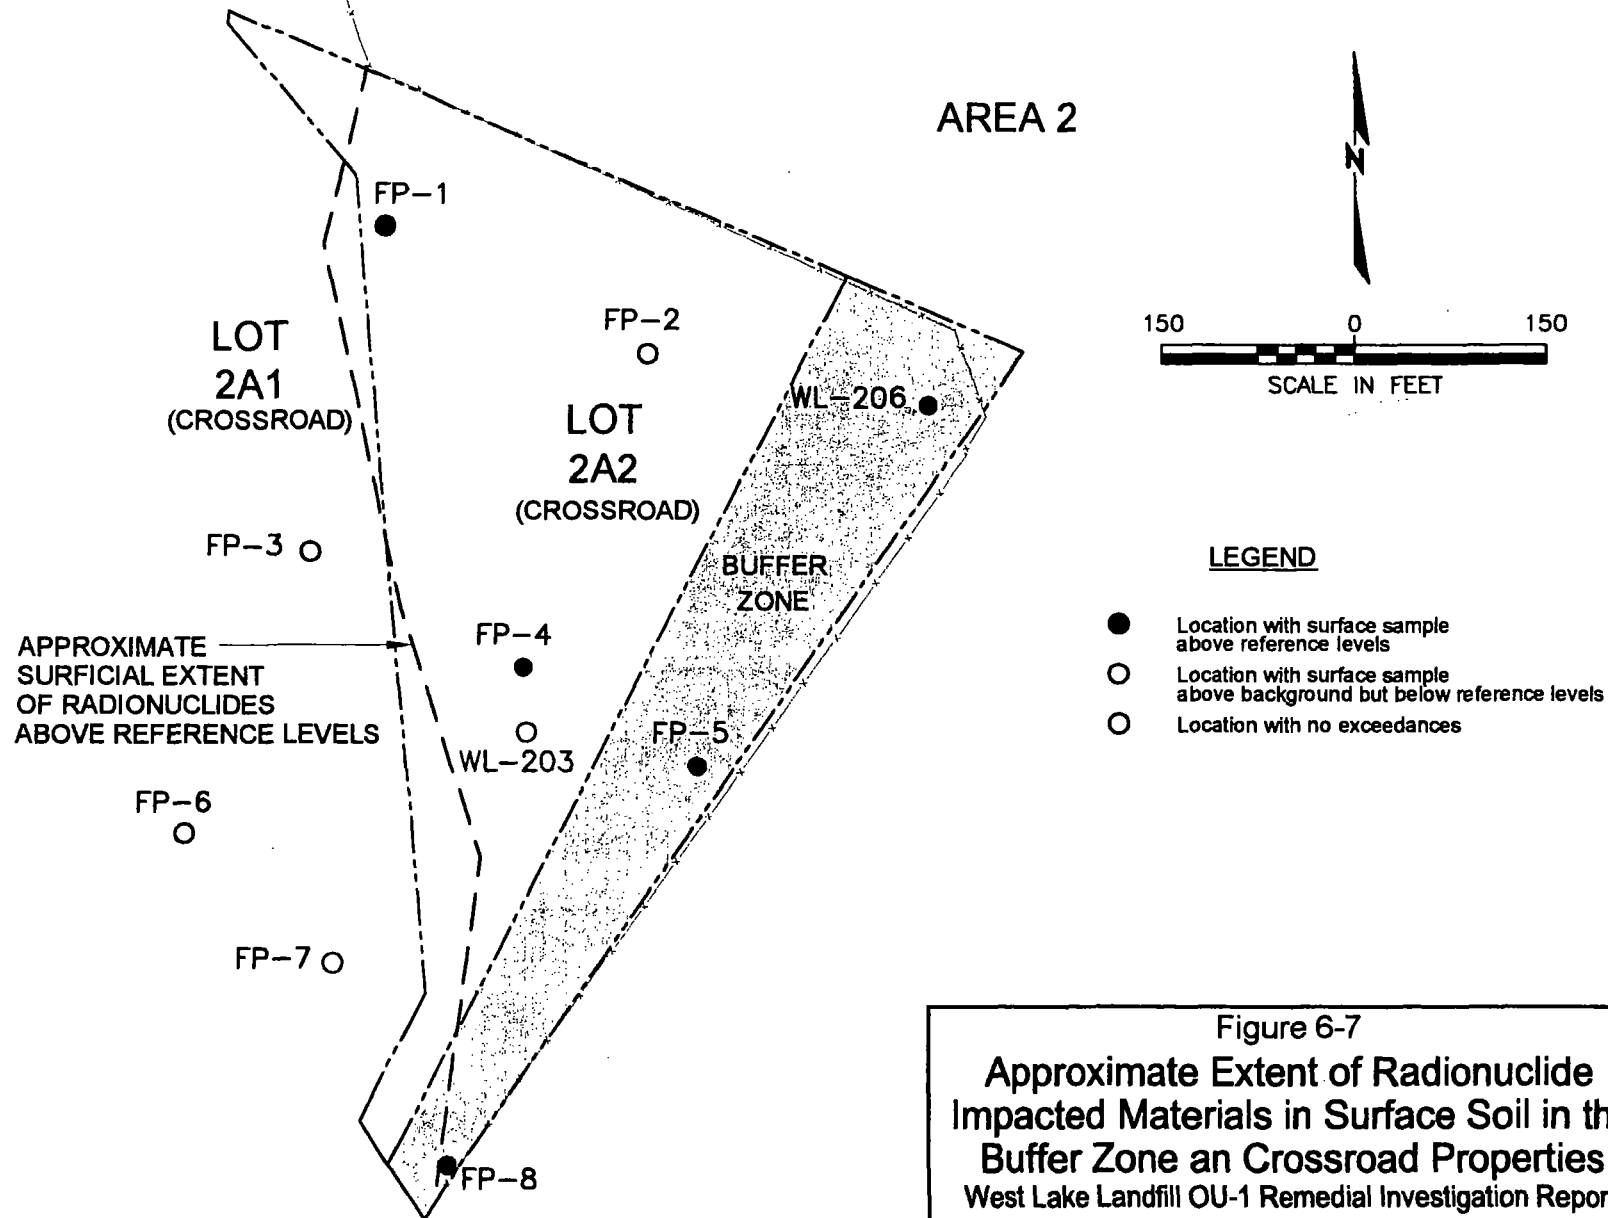 AREA 2
N
FP-1
150 0 150
SCALE IN FEET
LOT
2A1
(CROSSROAD)
FP-2
WL-206
LOT
2A2
(CROSSROAD)
FP-3
BUFFER
ZONE
LEGEND
Location with surface sample
above reference levels
Location with surface sample
above background but below reference levels
Location with no exceedances
APPROXIMATE
SURFICIAL EXTENT
OF RADIONUCLIDES
ABOVE REFERENCE LEVELS
FP-4
WL-203
FP-5
FP-6
FP-7
FP-8
Figure 6-7
Approximate Extent of Radionuclide
Impacted Materials in Surface Soil in th
Buffer Zone an Crossroad Properties
West Lake Landfill OU-1 Remedial Investigation Repor